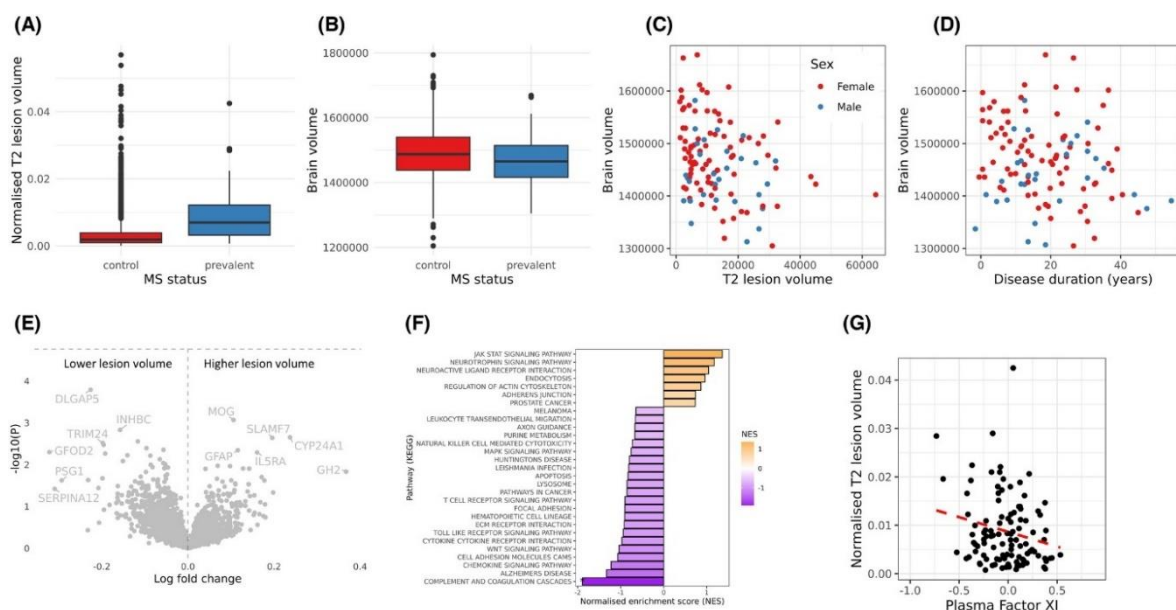 (A)
Normalised T2 lesion volume
0.04
0.02
0.00
control
prevalent
MS status
(B)
Brain volume
1800000
1600000
1400000
1200000
control
prevalent
MS status
(C)
Brain volume
1600000
1500000
1400000
1300000
Sex
Female
Male
0
20000
40000
60000
T2 lesion volume
(D)
Brain volume
1600000
1500000
1400000
1300000
0
20
40
Disease duration (years)
(E)
Lower lesion volume
Higher lesion volume
-log10(P)
4
3
2
1
0
DLGAP5
INHBC
TRIM24
GFOD2
PSG1
SERPINA12
MOG
SLAMF7
CYP24A1
GFAP
IL5RA
GH2
-0.2
0.0
0.2
0.4
Log fold change
(F)
Pathway (KEGG)
JAK STAT SIGNALING PATHWAY
NEUROTROPHIN SIGNALING PATHWAY
NEUROACTIVE LIGAND RECEPTOR INTERACTION
ENDOCYTOSIS
REGULATION OF ACTIN CYTOSKELETON
ADHERENS JUNCTION
PROSTATE CANCER
MELANOMA
LEUKOCYTE TRANSENDOTHELIAL MIGRATION
AXON GUIDANCE
PURINE METABOLISM
NATURAL KILLER CELL MEDIATED CYTOTOXICITY
MAPK SIGNALING PATHWAY
HUNTINGTONS DISEASE
LEISHMANIA INFECTION
APOPTOSIS
LYSOSOME
PATHWAYS IN CANCER
T CELL RECEPTOR SIGNALING PATHWAY
FOCAL ADHESION
HEMATOPOIETIC CELL LINEAGE
ECM RECEPTOR INTERACTION
TOLL LIKE RECEPTOR SIGNALING PATHWAY
CYTOKINE CYTOKINE RECEPTOR INTERACTION
WNT SIGNALING PATHWAY
CELL ADHESION MOLECULES CAMS
CHEMOKINE SIGNALING PATHWAY
ALZHEIMERS DISEASE
COMPLEMENT AND COAGULATION CASCADES
-2
-1
0
1
Normalised enrichment score (NES)
NES
1
0
-1
(G)
Normalised T2 lesion volume
0.04
0.03
0.02
0.01
0.00
-1.0
-0.5
0.0
0.5
1.0
Plasma Factor XI